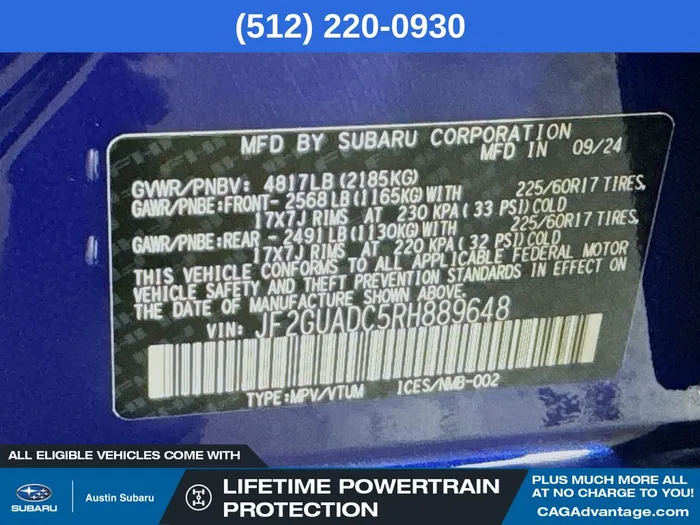 (512) 220-0930
MFD BY SUBARU CORPORATION
MFD IN 09/24
GVWR/PNBV: 4817LB (2185KG)
GAWR/PNBE:FRONT- 2568 LB (1165KG) WITH 225/60R17 TIRES,
17X7J RIMS AT 230 KPA ( 33 PSI) COLD
GAWR/PNBE:REAR - 2491LB (1130KG) WITH 225/60R17 TIRES,
17X7J RIMS AT 220 KPA ( 32 PSI) COLD
THIS VEHICLE CONFORMS TO ALL APPLICABLE FEDERAL MOTOR
VEHICLE SAFETY AND THEFT PREVENTION STANDARDS IN EFFECT ON
THE DATE OF MANUFACTURE SHOWN ABOVE.
VIN: JF2GUADC5RH889648
TYPE:MPV/VTUM ICES/NMB-002
ALL ELIGIBLE VEHICLES COME WITH
SUBARU
Austin Subaru
LIFETIME POWERTRAIN
PROTECTION
PLUS MUCH MORE ALL
AT NO CHARGE TO YOU!
CAGAdvantage.com